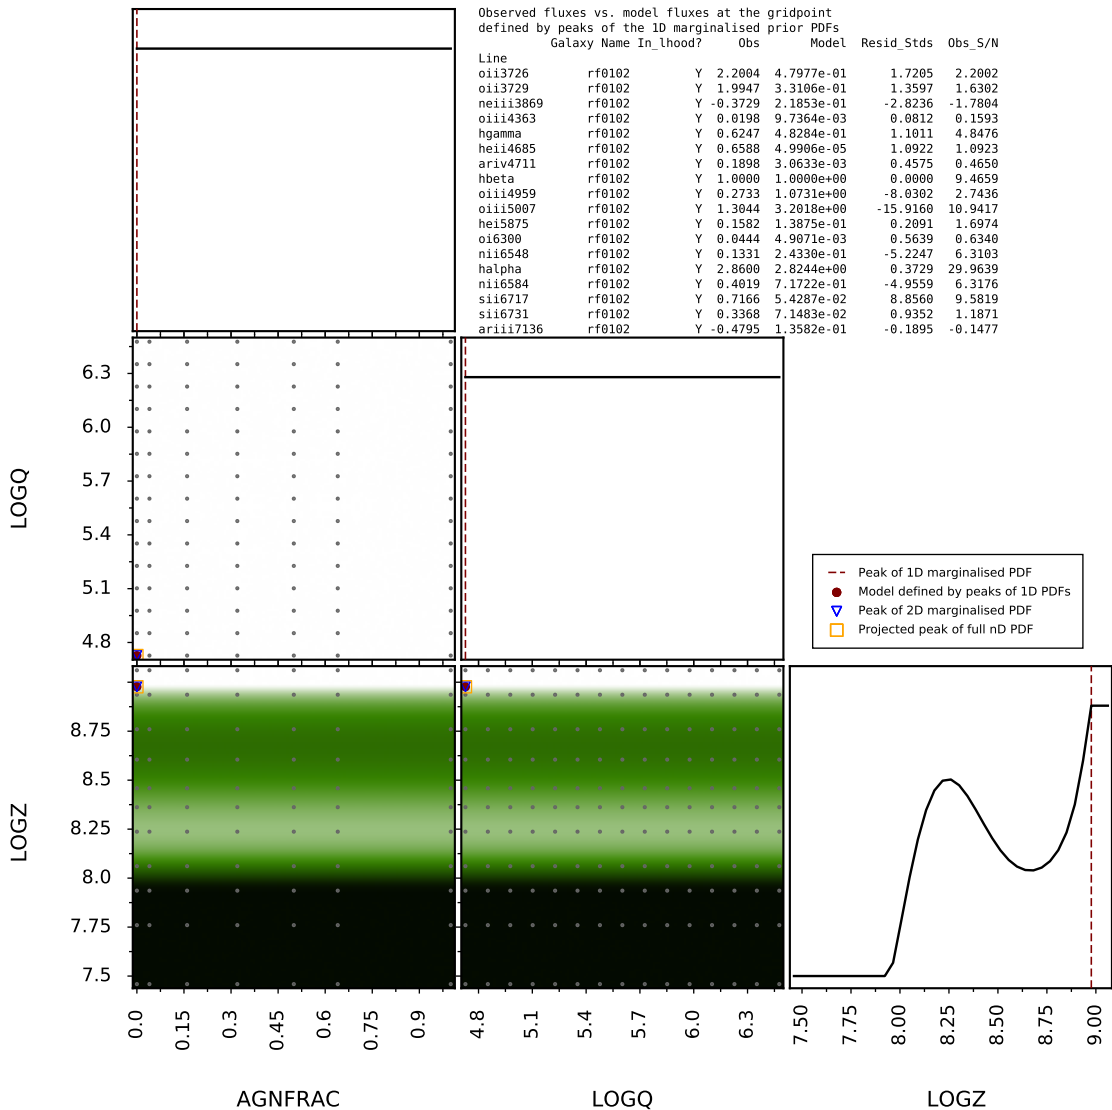 Observed fluxes vs. model fluxes at the gridpoint
defined by peaks of the 1D marginalised prior PDFs
Galaxy Name In_lhood? Obs Model Resid_Stds Obs_S/N
Line
oii3726 rf0102 Y 2.2004 4.7977e-01 1.7205 2.2002
oii3729 rf0102 Y 1.9947 3.3106e-01 1.3597 1.6302
neiii3869 rf0102 Y -0.3729 2.1853e-01 -2.8236 -1.7804
oiii4363 rf0102 Y 0.0198 9.7364e-03 0.0812 0.1593
hgamma rf0102 Y 0.6247 4.8284e-01 1.1011 4.8476
heii4685 rf0102 Y 0.6588 4.9906e-05 1.0922 1.0923
ariv4711 rf0102 Y 0.1898 3.0633e-03 0.4575 0.4650
hbeta rf0102 Y 1.0000 1.0000e+00 0.0000 9.4659
oiii4959 rf0102 Y 0.2733 1.0731e+00 -8.0302 2.7436
oiii5007 rf0102 Y 1.3044 3.2018e+00 -15.9160 10.9417
hei5875 rf0102 Y 0.1582 1.3875e-01 0.2091 1.6974
oi6300 rf0102 Y 0.0444 4.9071e-03 0.5639 0.6340
nii6548 rf0102 Y 0.1331 2.4330e-01 -5.2247 6.3103
halpha rf0102 Y 2.8600 2.8244e+00 0.3729 29.9639
nii6584 rf0102 Y 0.4019 7.1722e-01 -4.9559 6.3176
sii6717 rf0102 Y 0.7166 5.4287e-02 8.8560 9.5819
sii6731 rf0102 Y 0.3368 7.1483e-02 0.9352 1.1871
ariii7136 rf0102 Y -0.4795 1.3582e-01 -0.1895 -0.1477
6.3
6.0
5.7
5.4
5.1
4.8
LOGQ
Peak of 1D marginalised PDF
Model defined by peaks of 1D PDFs
Peak of 2D marginalised PDF
Projected peak of full nD PDF
8.75
8.5
8.25
8.0
7.75
7.5
LOGZ
0.0 0.15 0.3 0.45 0.6 0.75 0.9
4.8 5.1 5.4 5.7 6.0 6.3
7.50 7.75 8.00 8.25 8.50 8.75 9.00
AGNFRAC LOGQ LOGZ